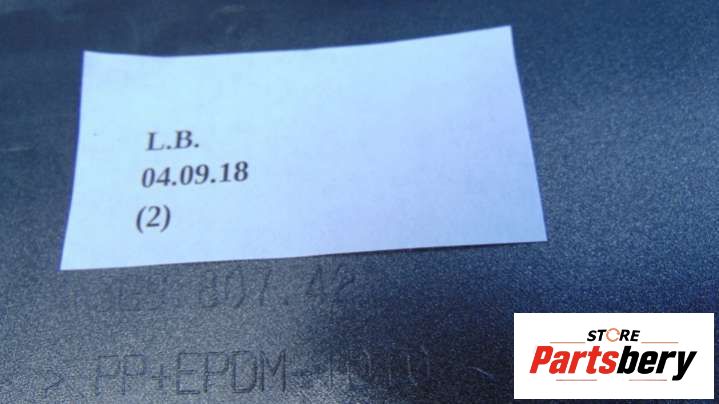 L.B.
04.09.18
(2)
807.42
> PP+EPDM
STORE
Partsbery